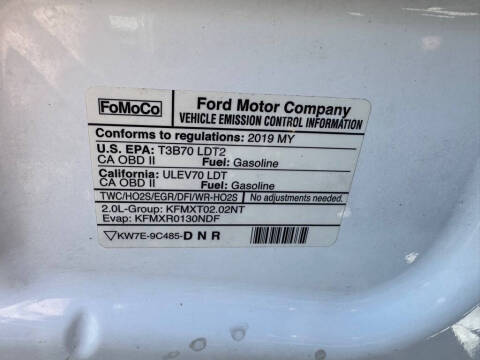 FoMoCo
Ford Motor Company
VEHICLE EMISSION CONTROL INFORMATION
Conforms to regulations: 2019 MY
U.S. EPA: T3B70 LDT2
CA OBD II Fuel: Gasoline
California: ULEV70 LDT
CA OBD II Fuel: Gasoline
TWC/HO2S/EGR/DFI/WR-HO2S No adjustments needed.
2.0L-Group: KFMXT02.02NT
Evap: KFMXR0130NDF
KW7E-9C485-DNR